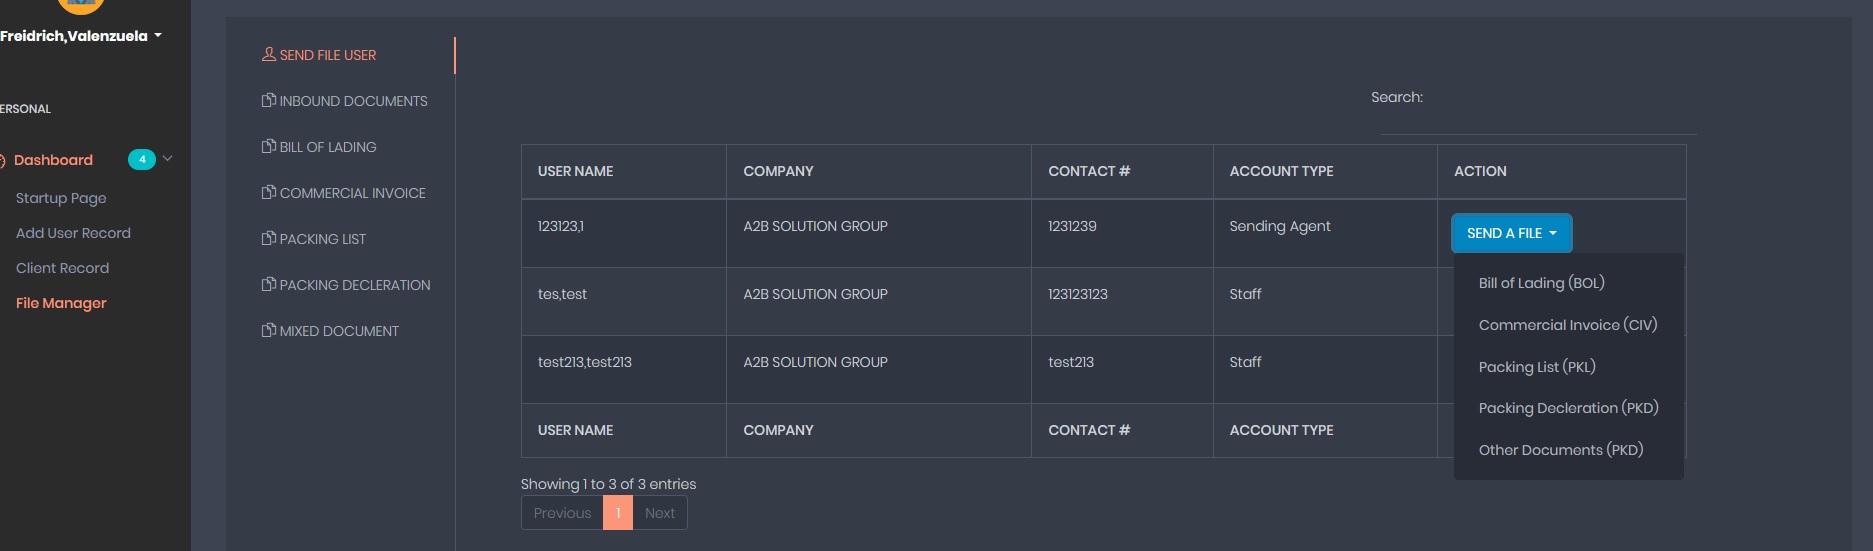 Freidrich,Valenzuela
ERSONAL
Dashboard 4
Startup Page
Add User Record
Client Record
File Manager
SEND FILE USER
INBOUND DOCUMENTS
BILL OF LADING
COMMERCIAL INVOICE
PACKING LIST
PACKING DECLERATION
MIXED DOCUMENT
Search:
USER NAME COMPANY CONTACT # ACCOUNT TYPE ACTION
123123,1 A2B SOLUTION GROUP 1231239 Sending Agent SEND A FILE
tes,test A2B SOLUTION GROUP 123123123 Staff
test213,test213 A2B SOLUTION GROUP test213 Staff
USER NAME COMPANY CONTACT # ACCOUNT TYPE
Bill of Lading (BOL)
Commercial Invoice (CIV)
Packing List (PKL)
Packing Decleration (PKD)
Other Documents (PKD)
Showing 1 to 3 of 3 entries
Previous 1 Next